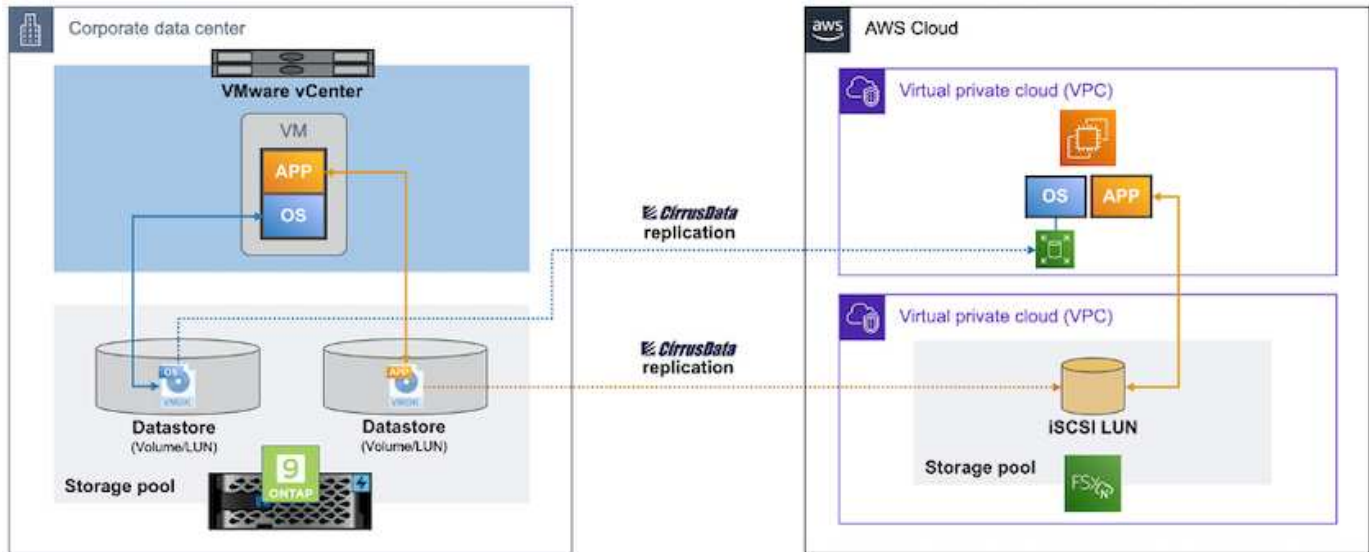 Corporate data center
VMware vCenter
VM
APP
OS
OS
VMDK
APP
VMDK
Datastore
(Volume/LUN)
Datastore
(Volume/LUN)
Storage pool
9
ONTAP
CirrusData
replication
CirrusData
replication
aws
AWS Cloud
Virtual private cloud (VPC)
OS
APP
Virtual private cloud (VPC)
iSCSI LUN
Storage pool
FSx
N